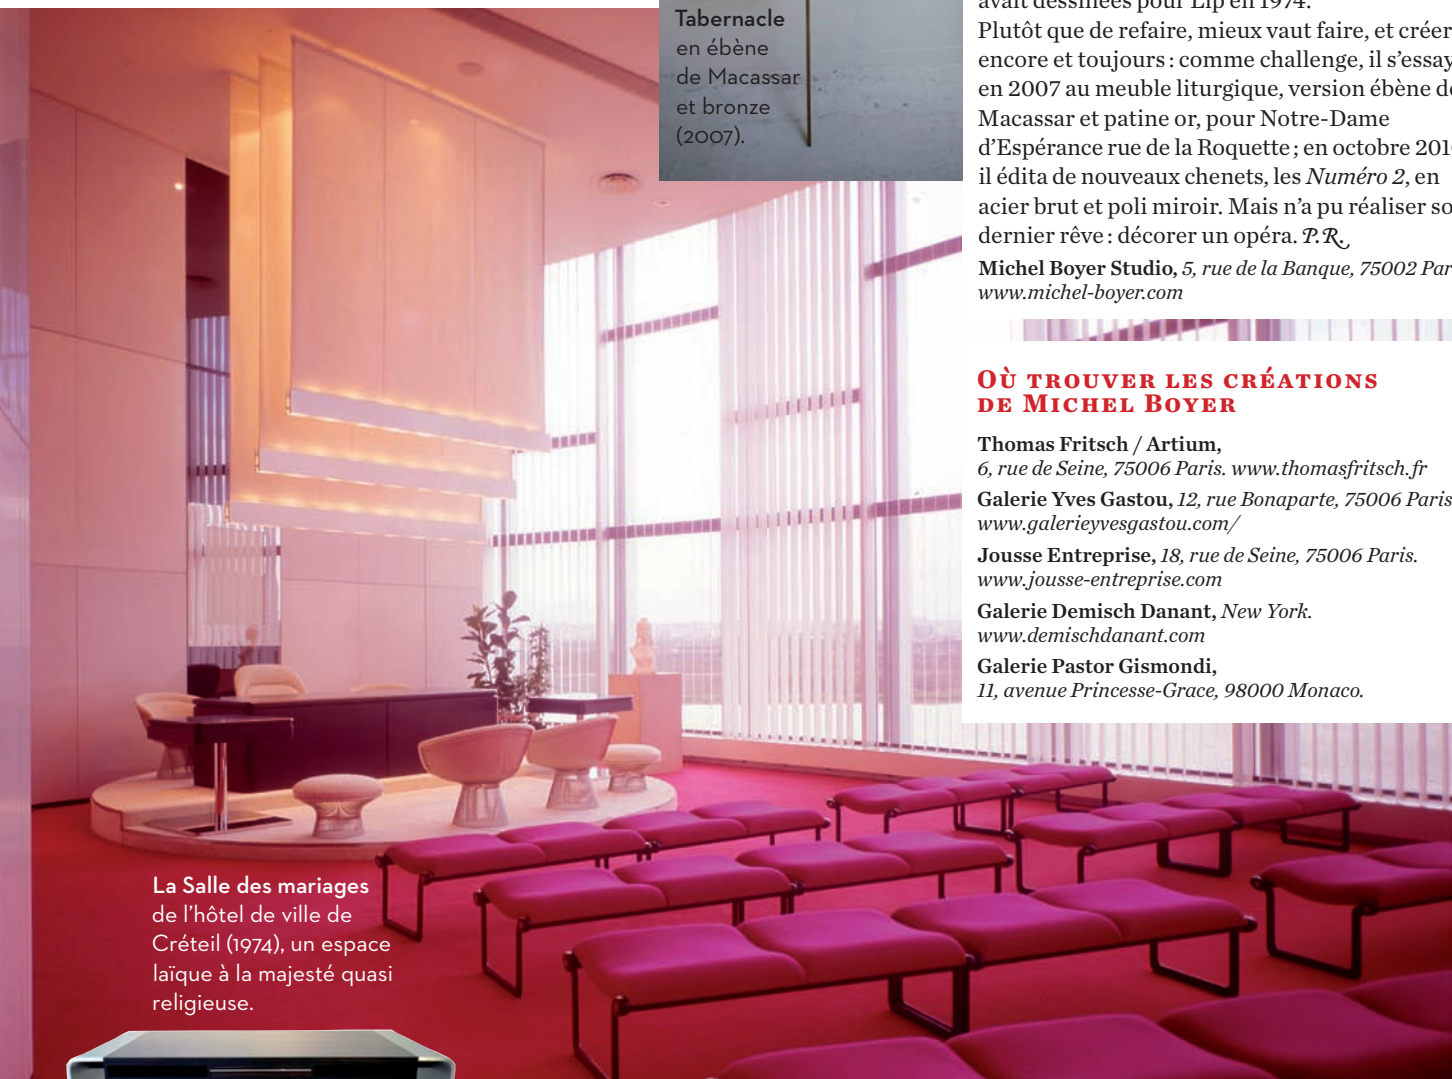 Tabernacle
en ébène
de Macassar
et bronze
(2007).
avait dessinées pour Lip en 1974.
Plutôt que de refaire, mieux vaut faire, et créer
encore et toujours : comme challenge, il s’essay
en 2007 au meuble liturgique, version ébène de
Macassar et patine or, pour Notre-Dame
d’Espérance rue de la Roquette ; en octobre 201
il édita de nouveaux chenets, les Numéro 2, en
acier brut et poli miroir. Mais n’a pu réaliser so
dernier rêve : décorer un opéra. P.R.
Michel Boyer Studio, 5, rue de la Banque, 75002 Par
www.michel-boyer.com
Où trouver les créations
de Michel Boyer
Thomas Fritsch / Artium,
6, rue de Seine, 75006 Paris. www.thomasfritsch.fr
Galerie Yves Gastou, 12, rue Bonaparte, 75006 Paris
www.galerieyvesgastou.com/
Jousse Entreprise, 18, rue de Seine, 75006 Paris.
www.jousse-entreprise.com
Galerie Demisch Danant, New York.
www.demischdanant.com
Galerie Pastor Gismondi,
11, avenue Princesse-Grace, 98000 Monaco.
La Salle des mariages
de l’hôtel de ville de
Créteil (1974), un espace
laïque à la majesté quasi
religieuse.